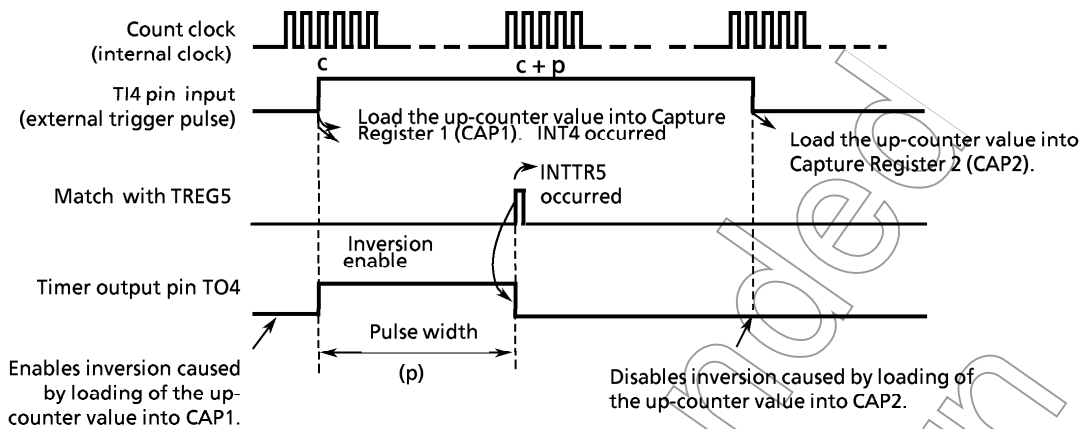 Count clock
(internal clock)
c
c + p
TI4 pin input
(external trigger pulse)
Load the up-counter value into Capture
Register 1 (CAP1). INT4 occurred
Load the up-counter value into
Capture Register 2 (CAP2).
INTTR5
occurred
Match with TREG5
Inversion
enable
Timer output pin TO4
Pulse width
(p)
Enables inversion caused
by loading of the up-
counter value into CAP1.
Disables inversion caused by loading of
the up-counter value into CAP2.